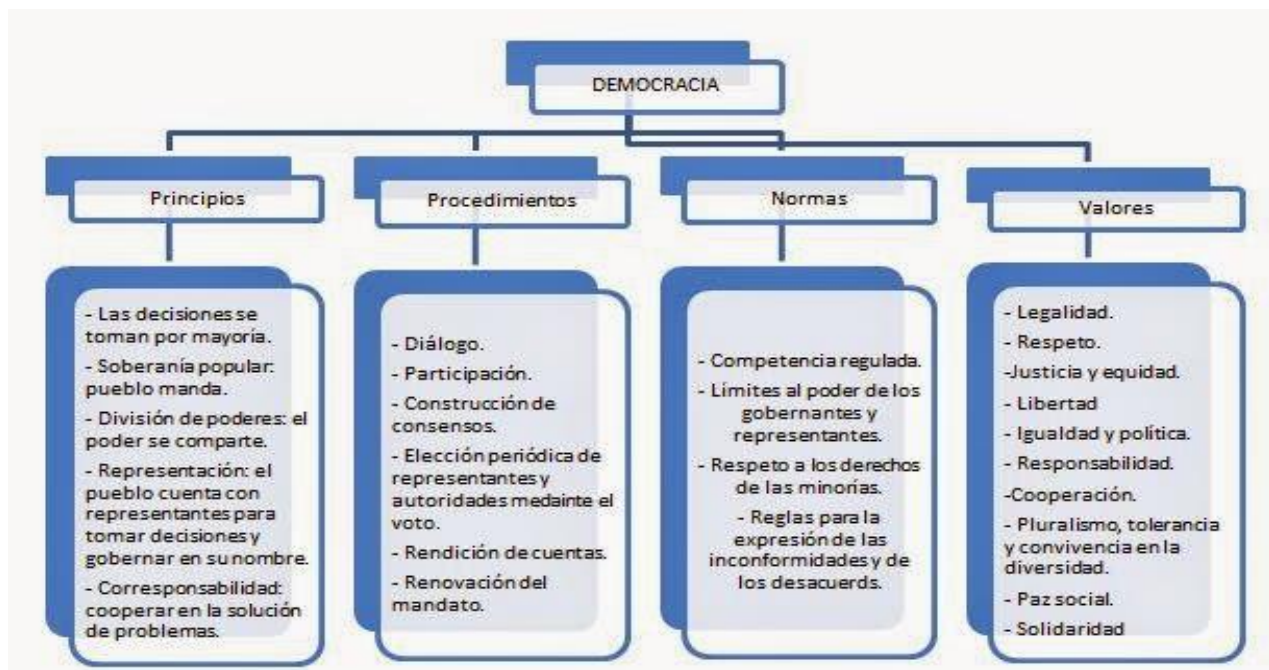 DEMOCRACIA
Principios
- Las decisiones se
toman por mayoría.
- Soberanía popular:
pueblo manda.
- División de poderes: el
poder se comparte.
- Representación: el
pueblo cuenta con
representantes para
tomar decisiones y
gobernar en su nombre.
- Corresponsabilidad:
cooperar en la solución
de problemas.
Procedimientos
- Diálogo.
- Participación.
- Construcción de
consensos.
- Elección periódica de
representantes y
autoridades medainte el
voto.
- Rendición de cuentas.
- Renovación del
mandato.
Normas
- Competencia regulada.
- Límites al poder de los
gobernantes y
representantes.
- Respeto a los derechos
de las minorías.
- Reglas para la
expresión de las
inconformidades y de
los desacuerds.
Valores
- Legalidad.
- Respeto.
-Justicia y equidad.
- Libertad
- Igualdad y política.
- Responsabilidad.
-Cooperación.
- Pluralismo, tolerancia
y convivencia en la
diversidad.
- Paz social.
- Solidaridad